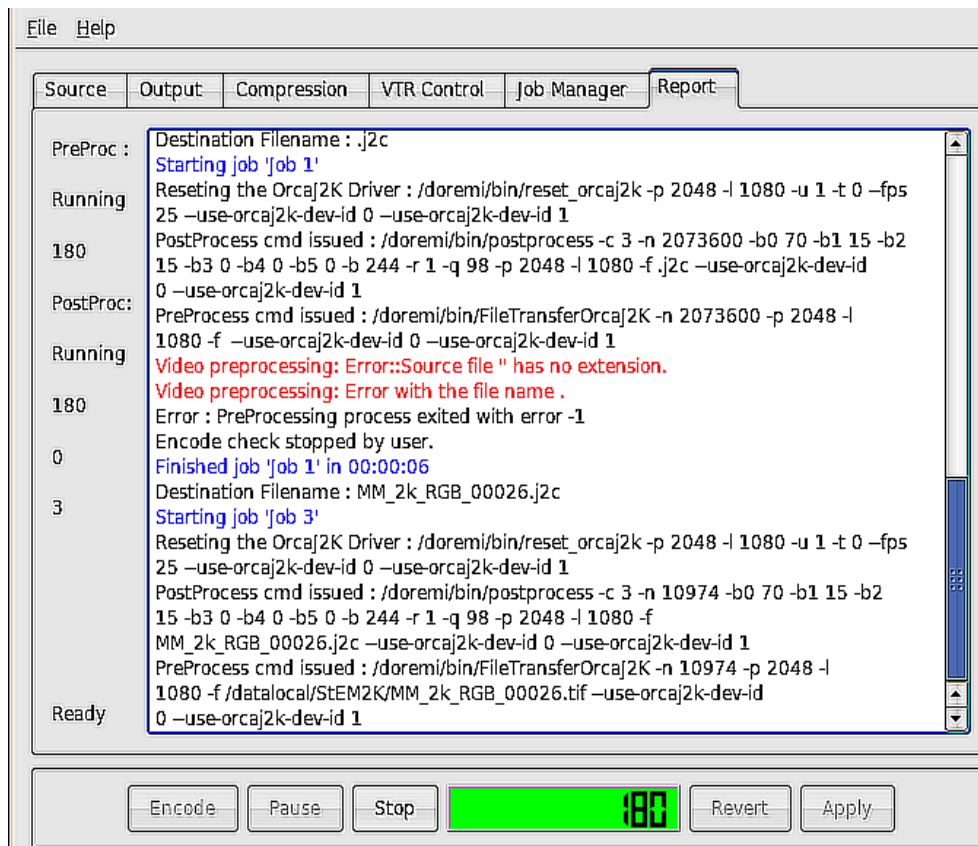 File Help
Source Output Compression VTR Control Job Manager Report
PreProc :
Running
180
PostProc:
Running
180
0
3
Ready
Destination Filename : .j2c
Starting job 'Job 1'
Reseting the OrcaJ2K Driver : /doremi/bin/reset_orcaj2k -p 2048 -l 1080 -u 1 -t 0 --fps
25 --use-orcaj2k-dev-id 0 --use-orcaj2k-dev-id 1
PostProcess cmd issued : /doremi/bin/postprocess -c 3 -n 2073600 -b0 70 -b1 15 -b2
15 -b3 0 -b4 0 -b5 0 -b 244 -r 1 -q 98 -p 2048 -l 1080 -f .j2c --use-orcaj2k-dev-id
0 --use-orcaj2k-dev-id 1
PreProcess cmd issued : /doremi/bin/FileTransferOrcaJ2K -n 2073600 -p 2048 -l
1080 -f --use-orcaj2k-dev-id 0 --use-orcaj2k-dev-id 1
Video preprocessing: Error::Source file '' has no extension.
Video preprocessing: Error with the file name .
Error : PreProcessing process exited with error -1
Encode check stopped by user.
Finished job 'Job 1' in 00:00:06
Destination Filename : MM_2k_RGB_00026.j2c
Starting job 'Job 3'
Reseting the OrcaJ2K Driver : /doremi/bin/reset_orcaj2k -p 2048 -l 1080 -u 1 -t 0 --fps
25 --use-orcaj2k-dev-id 0 --use-orcaj2k-dev-id 1
PostProcess cmd issued : /doremi/bin/postprocess -c 3 -n 10974 -b0 70 -b1 15 -b2
15 -b3 0 -b4 0 -b5 0 -b 244 -r 1 -q 98 -p 2048 -l 1080 -f
MM_2k_RGB_00026.j2c --use-orcaj2k-dev-id 0 --use-orcaj2k-dev-id 1
PreProcess cmd issued : /doremi/bin/FileTransferOrcaJ2K -n 10974 -p 2048 -l
1080 -f /datalocal/StEM2K/MM_2k_RGB_00026.tif --use-orcaj2k-dev-id
0 --use-orcaj2k-dev-id 1
Encode Pause Stop 180 Revert Apply